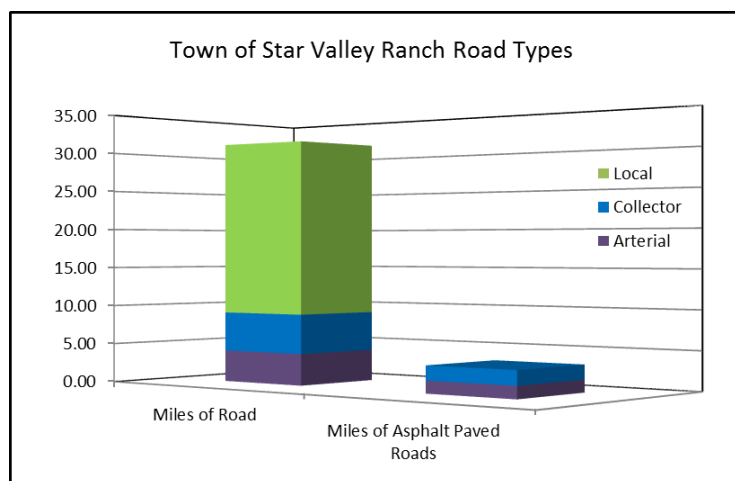 Town of Star Valley Ranch Road Types
35.00
30.00
25.00
20.00
15.00
10.00
5.00
0.00
Local
Collector
Arterial
Miles of Road
Miles of Asphalt Paved
Roads